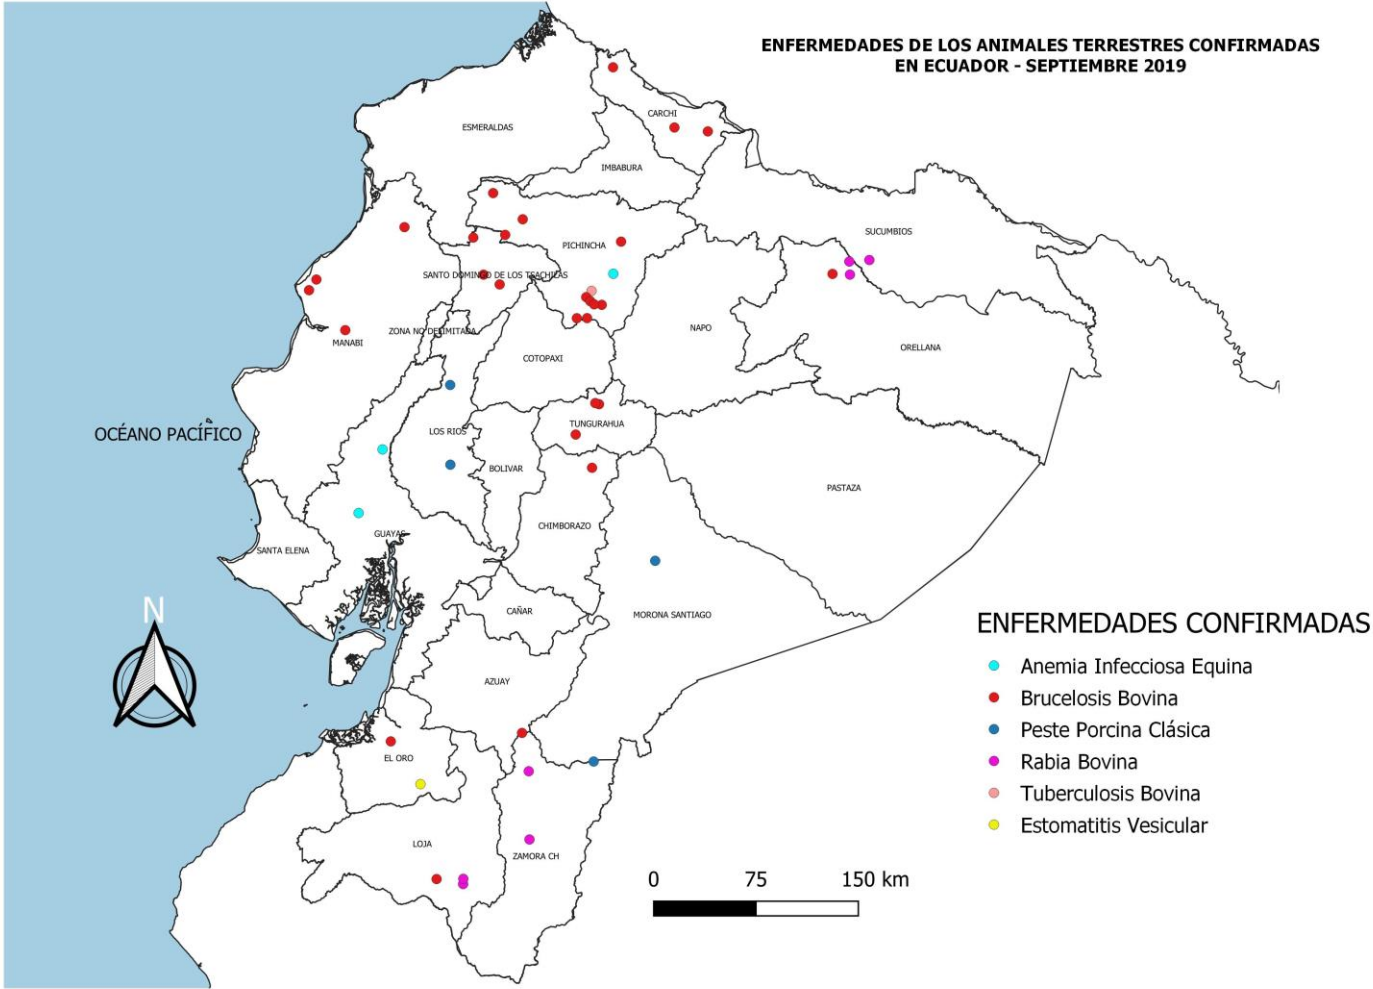 ENFERMEDADES DE LOS ANIMALES TERRESTRES CONFIRMADAS
EN ECUADOR - SEPTIEMBRE 2019
CARCHI
ESMERALDAS
IMBABURA
SUCUMBIOS
PICHINCHA
SANTO DOMINGO DE LOS TSACHILAS
ZONA NO DELIMITADA
NAPO
MANABI
ORELLANA
COTOPAXI
OCÉANO PACÍFICO
LOS RIOS
TUNGURAHUA
BOLIVAR
PASTAZA
CHIMBORAZO
GUAYAS
SANTA ELENA
CAÑAR
MORONA SANTIAGO
N
AZUAY
EL ORO
LOJA
ZAMORA CH
ENFERMEDADES CONFIRMADAS
Anemia Infecciosa Equina
Brucelosis Bovina
Peste Porcina Clásica
Rabia Bovina
Tuberculosis Bovina
Estomatitis Vesicular
0 75 150 km